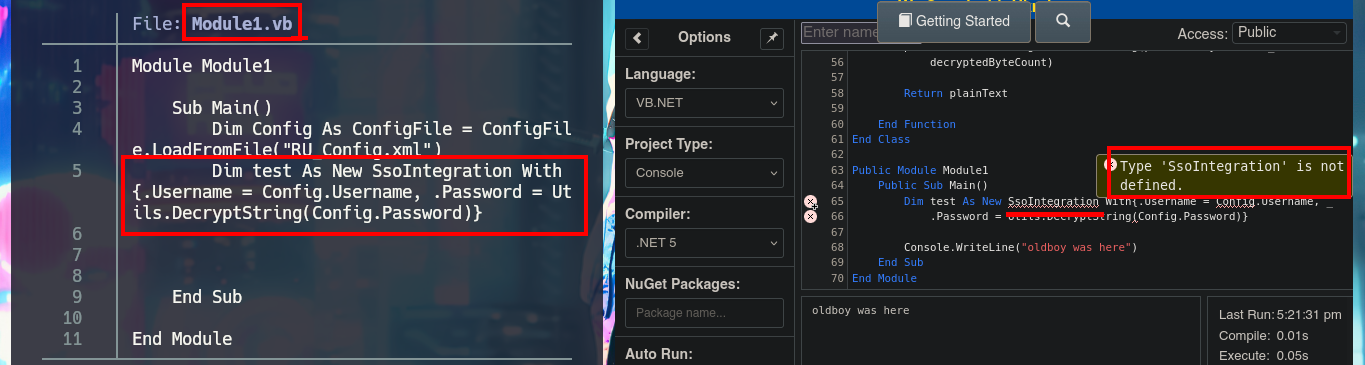 File: Module1.vb
1 Module Module1
2
3 Sub Main()
4 Dim Config As ConfigFile = ConfigFil
e.LoadFromFile("RU_Config.xml")
5 Dim test As New SsoIntegration With
{.Username = Config.Username, .Password = Ut
ils.DecryptString(Config.Password)}
6
7
8
9 End Sub
10
11 End Module
Getting Started
Options
Language:
VB.NET
Project Type:
Console
Compiler:
.NET 5
NuGet Packages:
Package name...
Auto Run:
Enter name
Access: Public
56 decryptedByteCount)
57
58 Return plainText
59
60 End Function
61 End Class
62
63 Public Module Module1
64 Public Sub Main()
65 Dim test As New SsoIntegration With{.Username = Config.Username, _
66 .Password = Utils.DecryptString(Config.Password)}
67
68 Console.WriteLine("oldboy was here")
69 End Sub
70 End Module
Type 'SsoIntegration' is not
defined.
oldboy was here
Last Run: 5:21:31 pm
Compile: 0.01s
Execute: 0.05s